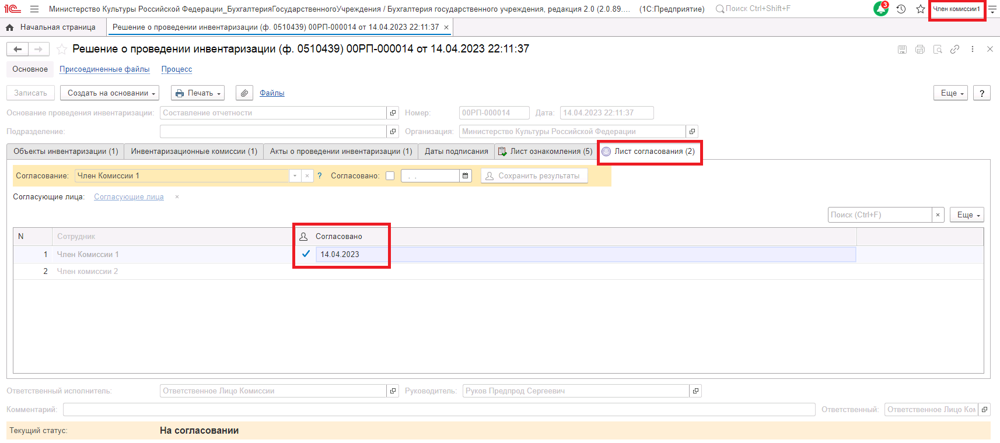 1С Министерство Культуры Российской Федерации_БухгалтерияГосударственногоУчреждения / Бухгалтерия государственного учреждения, редакция 2.0 (2.0.89.... (1С:Предприятие) Поиск Ctrl+Shift+F 3 Член комиссии1
Начальная страница Решение о проведении инвентаризации (ф. 0510439) 00РП-000014 от 14.04.2023 22:11:37 ×
Решение о проведении инвентаризации (ф. 0510439) 00РП-000014 от 14.04.2023 22:11:37
Основное Присоединенные файлы Процесс
Записать Создать на основании Печать Файлы Еще ?
Основание проведения инвентаризации: Составление отчетности Номер: 00РП-000014 Дата: 14.04.2023 22:11:37
Подразделение: Организация: Министерство Культуры Российской Федерации
Объекты инвентаризации (1) Инвентаризационные комиссии (1) Акты о проведении инвентаризации (1) Даты подписания Лист ознакомления (5) Лист согласования (2)
Согласование: Член Комиссии 1 × ? Согласовано: . . Сохранить результаты
Согласующие лица: Согласующие лица ×
Поиск (Ctrl+F) × Еще
N Сотрудник Согласовано
1 Член Комиссии 1 14.04.2023
2 Член комиссии 2
Ответственный исполнитель: Ответственное Лицо Комиссии Руководитель: Руков Предпрод Сергеевич
Комментарий: Ответственный: Ответственное Лицо Ком
Текущий статус: На согласовании